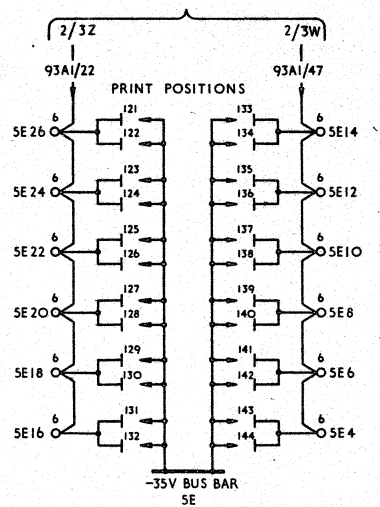 2/3Z 2/3W
93A1/22 93A1/47
PRINT POSITIONS
121 133
6 6
5E26 122 134 5E14
123 135
6 6
5E24 124 136 5E12
125 137
6 6
5E22 126 138 5E10
127 139
6 6
5E20 128 140 5E8
129 141
6 6
5E18 130 142 5E6
131 143
6 6
5E16 132 144 5E4
-35V BUS BAR
5E